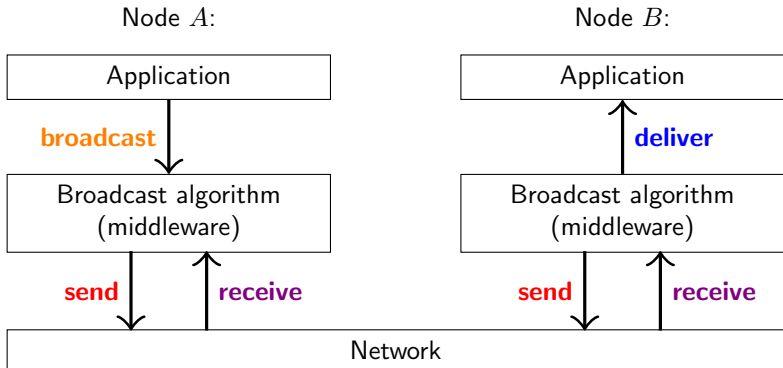 Node A:
Node B:
Application
Application
broadcast
deliver
Broadcast algorithm
(middleware)
Broadcast algorithm
(middleware)
send
receive
send
receive
Network